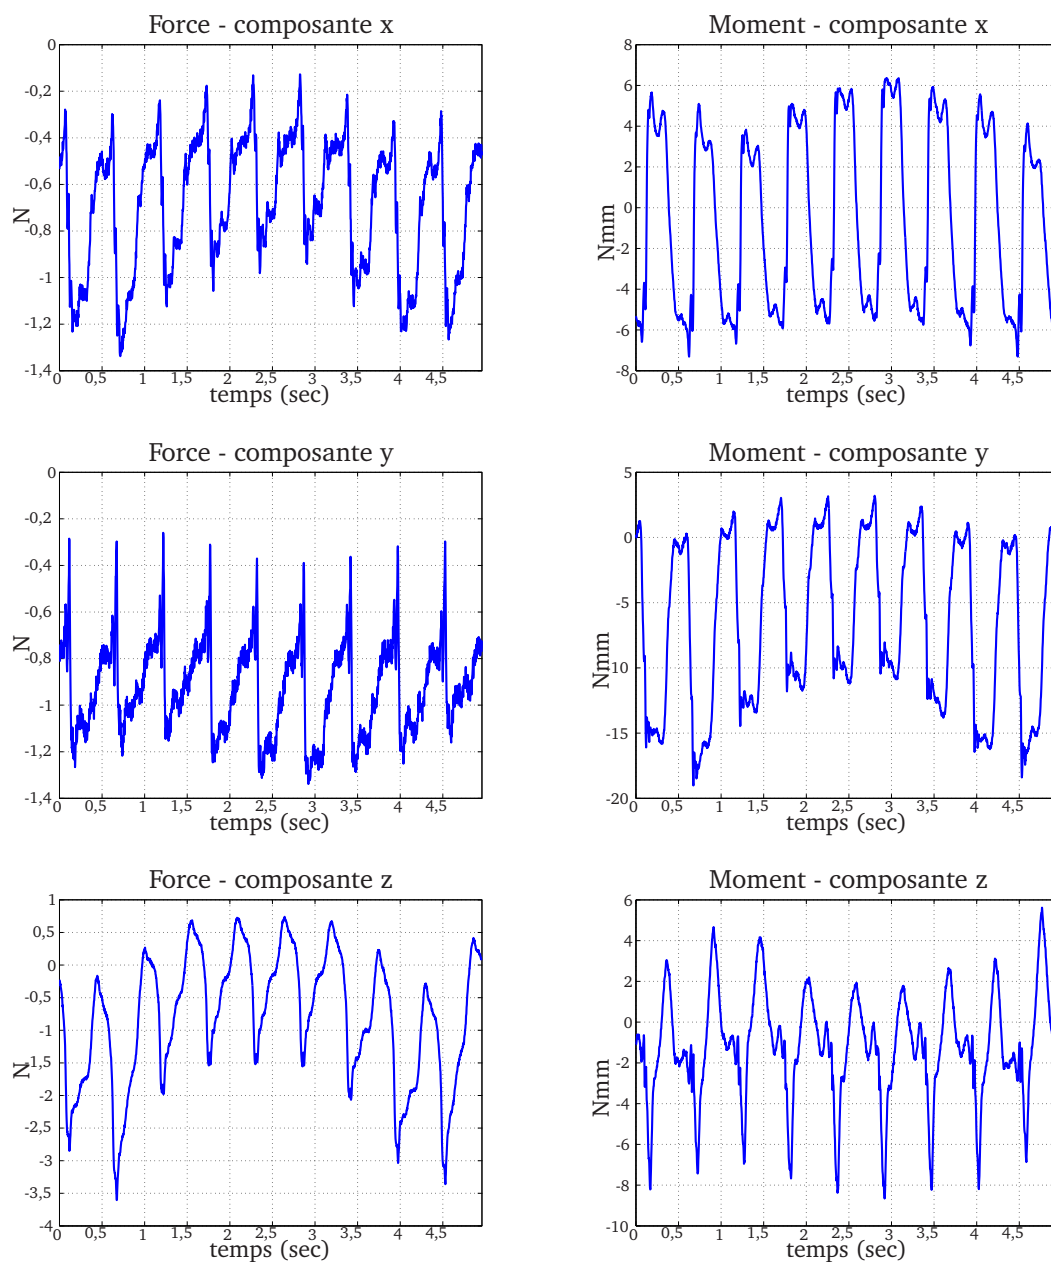 Force - composante x
0
-0,2
-0,4
-0,6
-0,8
-1
-1,2
-1,4
N
0 0,5 1 1,5 2 2,5 3 3,5 4 4,5
temps (sec)
Moment - composante x
8
6
4
2
0
-2
-4
-6
-8
Nmm
0 0,5 1 1,5 2 2,5 3 3,5 4 4,5
temps (sec)
Force - composante y
0
-0,2
-0,4
-0,6
-0,8
-1
-1,2
-1,4
N
0 0,5 1 1,5 2 2,5 3 3,5 4 4,5
temps (sec)
Moment - composante y
5
0
-5
-10
-15
-20
Nmm
0 0,5 1 1,5 2 2,5 3 3,5 4 4,5
temps (sec)
Force - composante z
1
0,5
0
-0,5
-1
-1,5
-2
-2,5
-3
-3,5
-4
N
0 0,5 1 1,5 2 2,5 3 3,5 4 4,5
temps (sec)
Moment - composante z
6
4
2
0
-2
-4
-6
-8
-10
Nmm
0 0,5 1 1,5 2 2,5 3 3,5 4 4,5
temps (sec)